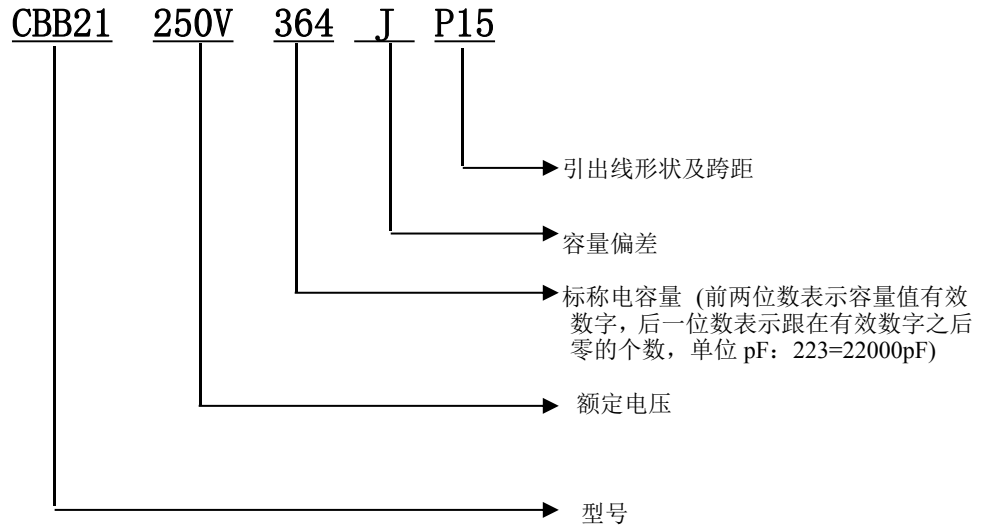 CBB21 250V 364 J P15
引出线形状及跨距
容量偏差
标称电容量 (前两位数表示容量值有效
数字，后一位数表示跟在有效数字之后
零的个数，单位 pF：223=22000pF)
额定电压
型号